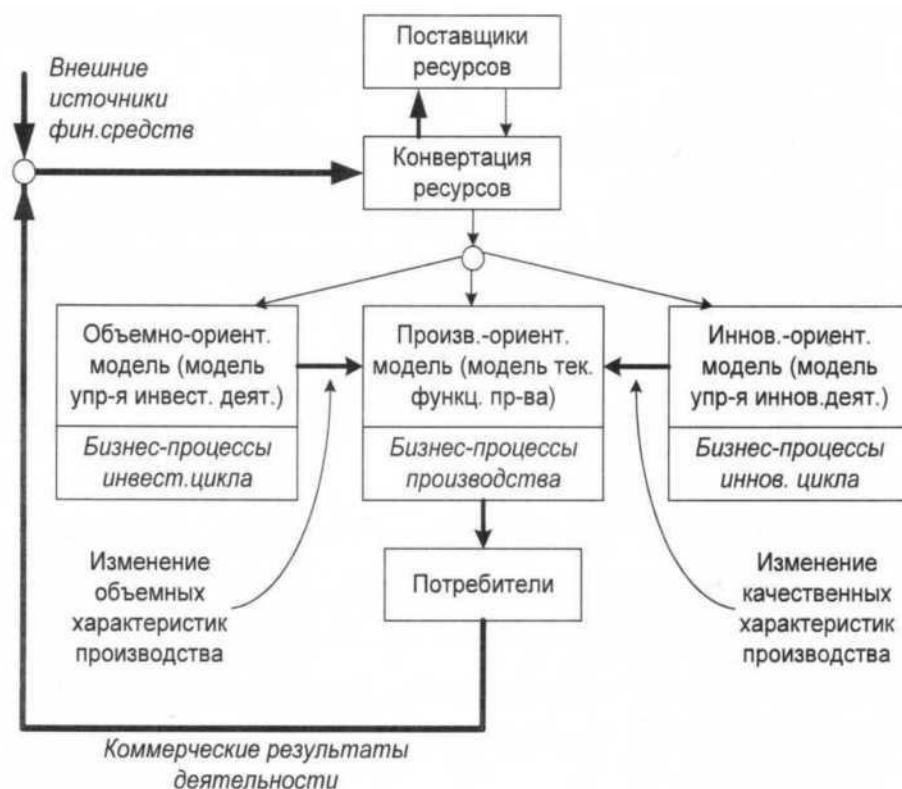 Поставщики
ресурсов
Внешние
источники
фин.средств
Конвертация
ресурсов
Объемно-ориент.
модель (модель
упр-я инвест. деят.)
Бизнес-процессы
инвест.цикла
Произв.-ориент.
модель (модель тек.
функц. пр-ва)
Бизнес-процессы
производства
Иннов.-ориент.
модель (модель
упр-я иннов.деят.)
Бизнес-процессы
иннов. цикла
Изменение
объемных
характеристик
производства
Потребители
Изменение
качественных
характеристик
производства
Коммерческие результаты
деятельности